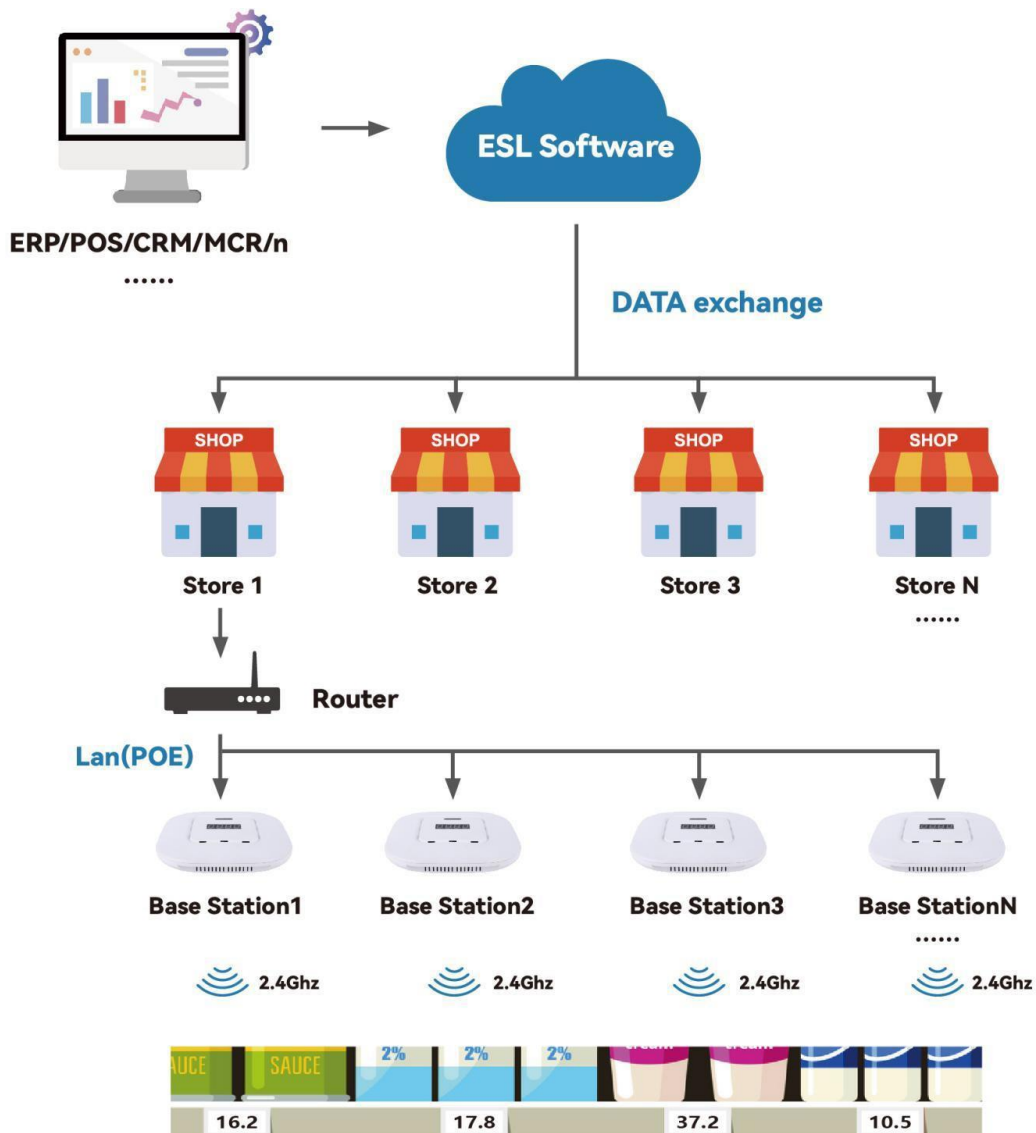 ESL Software
ERP/POS/CRM/MCR/n
......
DATA exchange
SHOP SHOP SHOP SHOP
Store 1 Store 2 Store 3 Store N
......
Router
Lan(POE)
Base Station1 Base Station2 Base Station3 Base StationN
......
2.4Ghz 2.4Ghz 2.4Ghz 2.4Ghz
AUCE SAUCE 2% 2% 2% cream cream
16.2 17.8 37.2 10.5